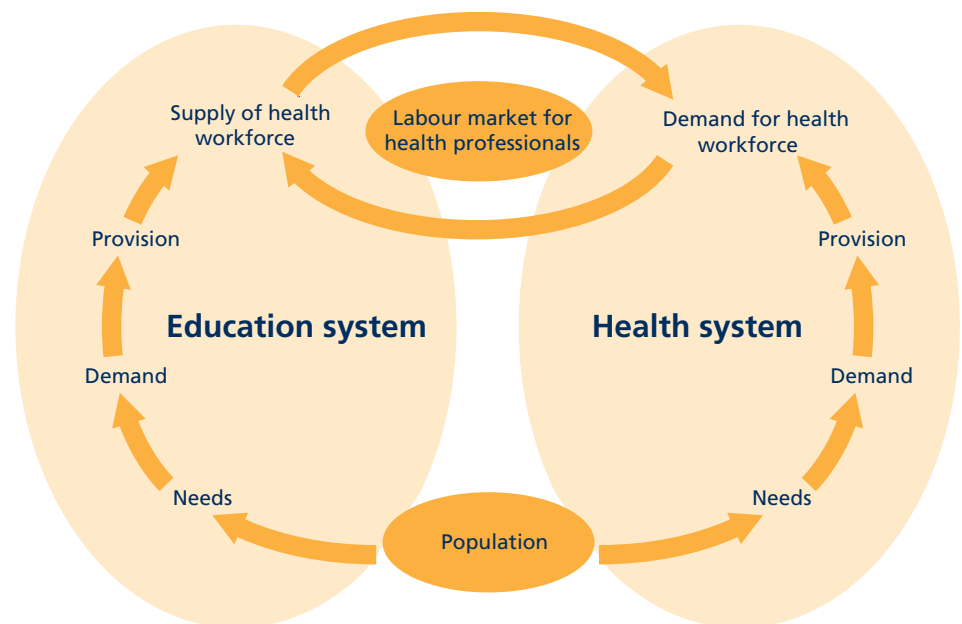 Supply of health
workforce
Labour market for
health professionals
Demand for health
workforce
Provision
Provision
Education system
Health system
Demand
Demand
Needs
Needs
Population